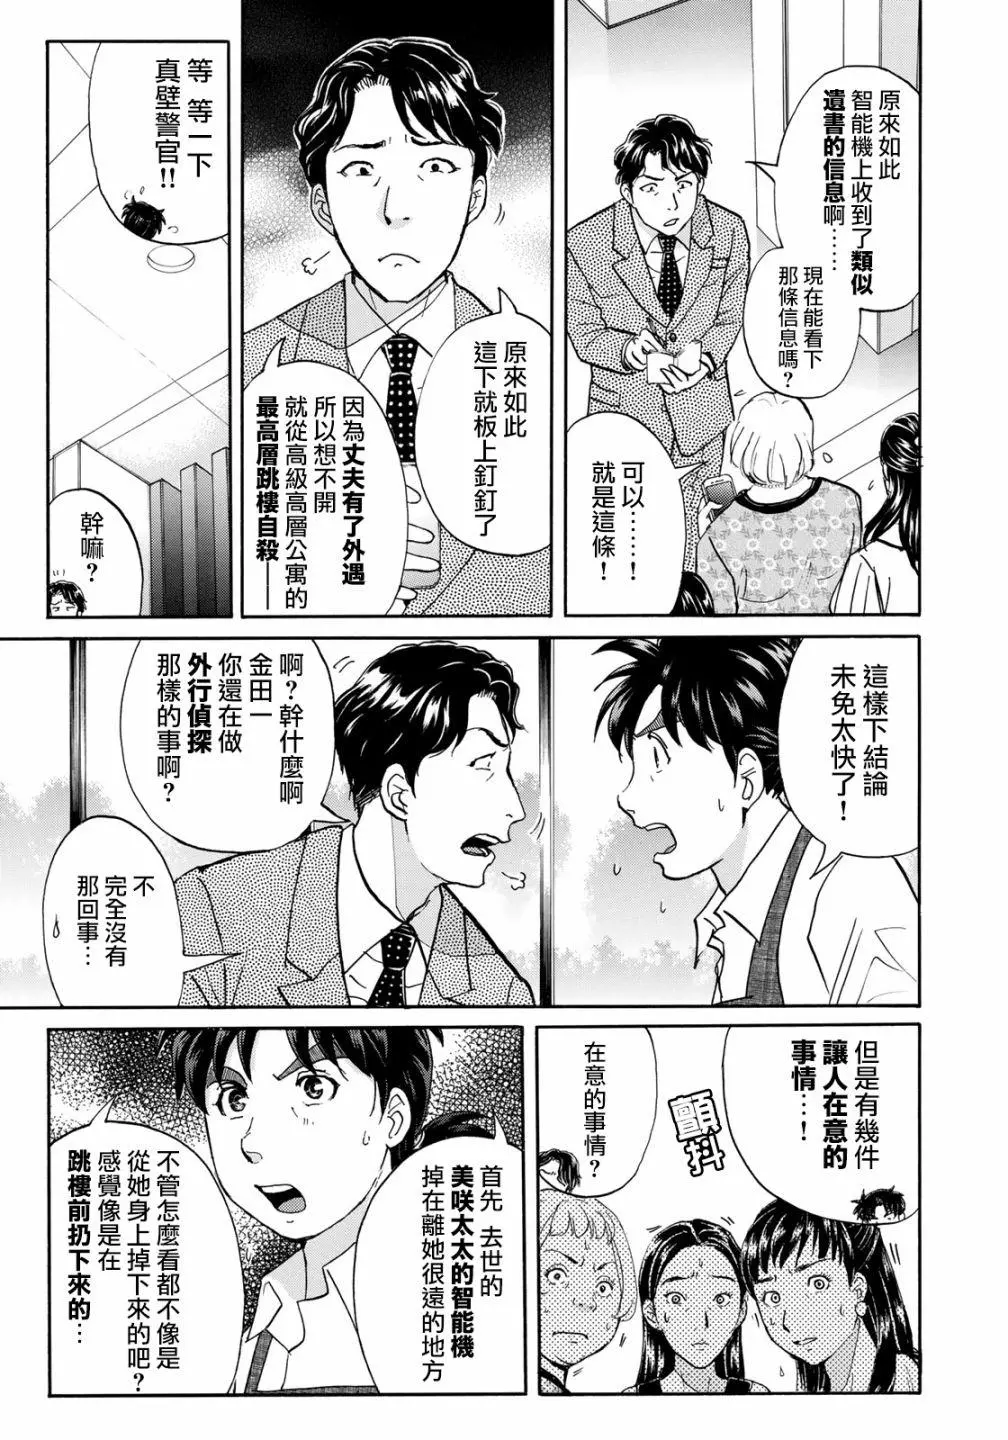 原來如此
智能機上收到了類似
遺書的信息啊……
現在能看下
那條信息嗎?
可以……!
就是這條!
原來如此
這下就板上釘釘了
因為丈夫有了外遇
所以想不開
就從高級高層公寓的
最高層跳樓自殺——
等 等一下
真壁警官!!
幹嘛?
這樣下結論
未免太快了!
啊?幹什麼啊
金田一
你還在做
外行偵探
那樣的事啊?
不
完全沒有
那回事…
但是有幾件
讓人在意的
事情…!
顫抖
在意的事情?
首先 去世的
美咲太太的智能機
掉在離她很遠的地方
不管怎麼看都不像是
從她身上掉下來的吧?
感覺像是在
跳樓前扔下來的…